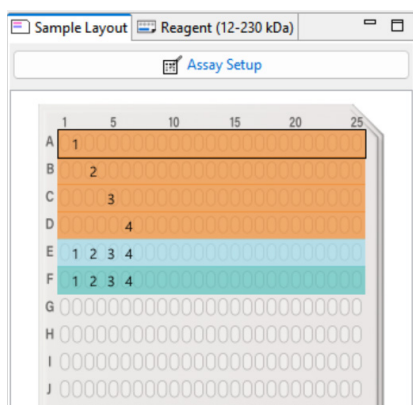 Sample Layout Reagent (12-230 kDa)
Assay Setup
1 5 10 15 20 25
A 1
B 2
C 3
D 4
E 1 2 3 4
F 1 2 3 4
G
H
I
J